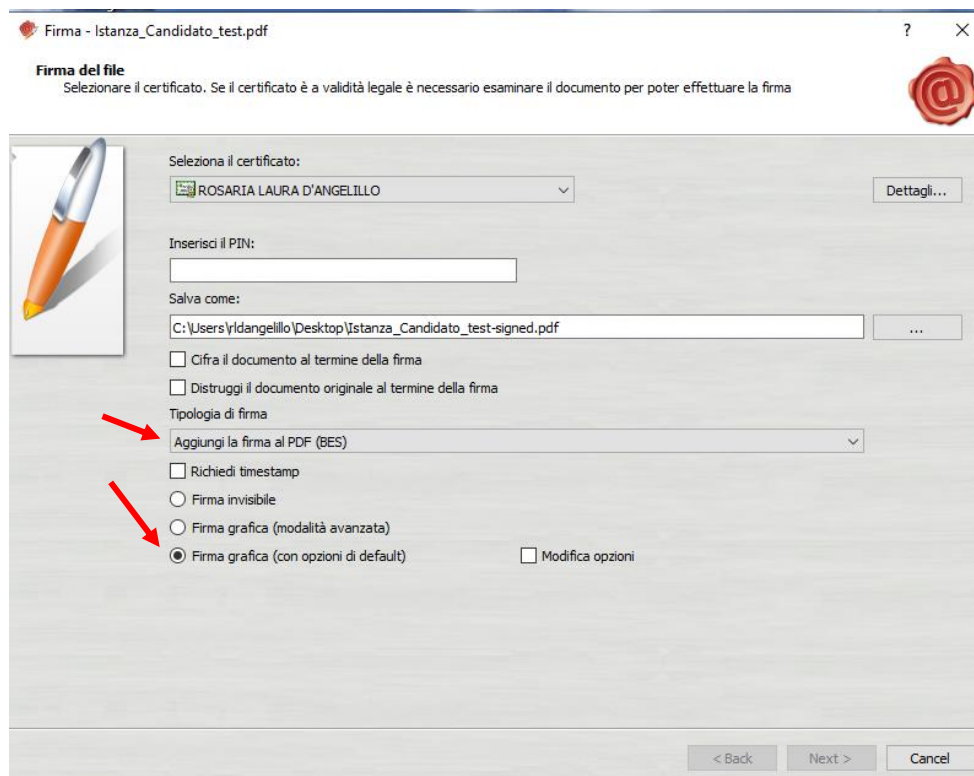 Firma - Istanza_Candidato_test.pdf ?
Firma del file
Selezionare il certificato. Se il certificato è a validità legale è necessario esaminare il documento per poter effettuare la firma
@
Seleziona il certificato:
ROSARIA LAURA D'ANGELILLO
Dettagli...
Inserisci il PIN:
Salva come:
C:\Users\rldangelillo\Desktop\Istanza_Candidato_test-signed.pdf
...
Cifra il documento al termine della firma
Distruggi il documento originale al termine della firma
Tipologia di firma
Aggiungi la firma al PDF (BES)
Richiedi timestamp
Firma invisibile
Firma grafica (modalità avanzata)
Firma grafica (con opzioni di default) Modifica opzioni
< Back Next > Cancel